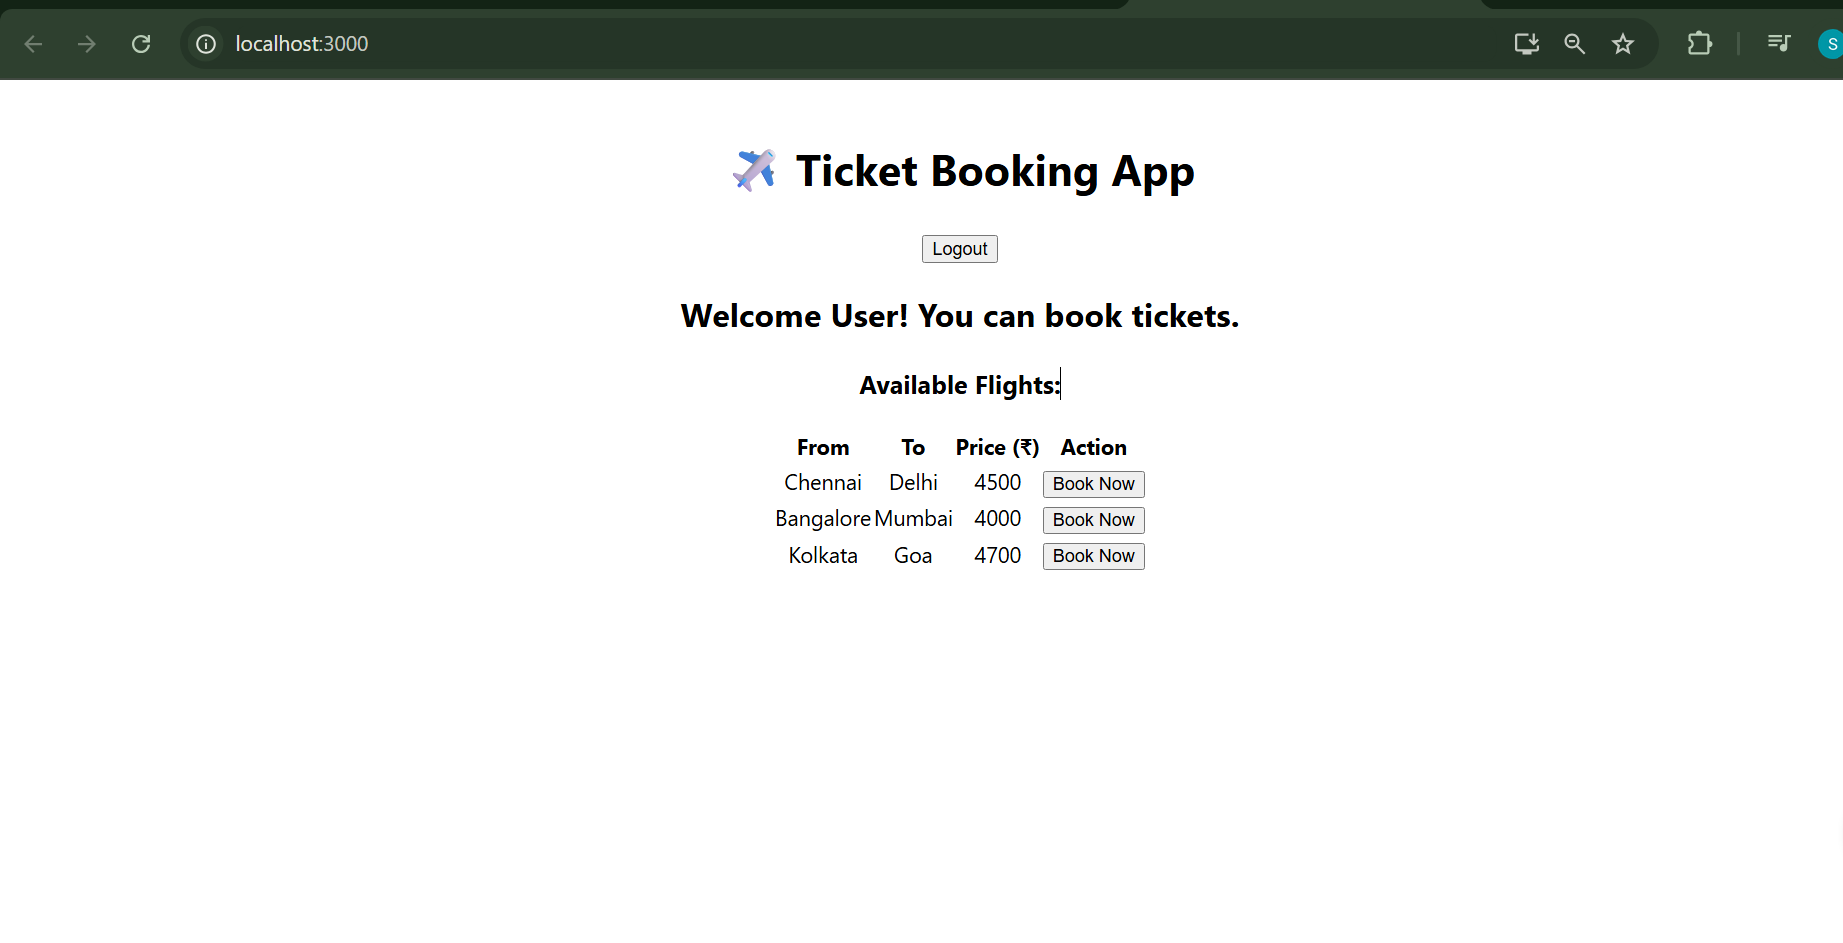 localhost:3000
S
Ticket Booking App
Logout
Welcome User! You can book tickets.
Available Flights:
From To Price (₹) Action
Chennai Delhi 4500 Book Now
Bangalore Mumbai 4000 Book Now
Kolkata Goa 4700 Book Now